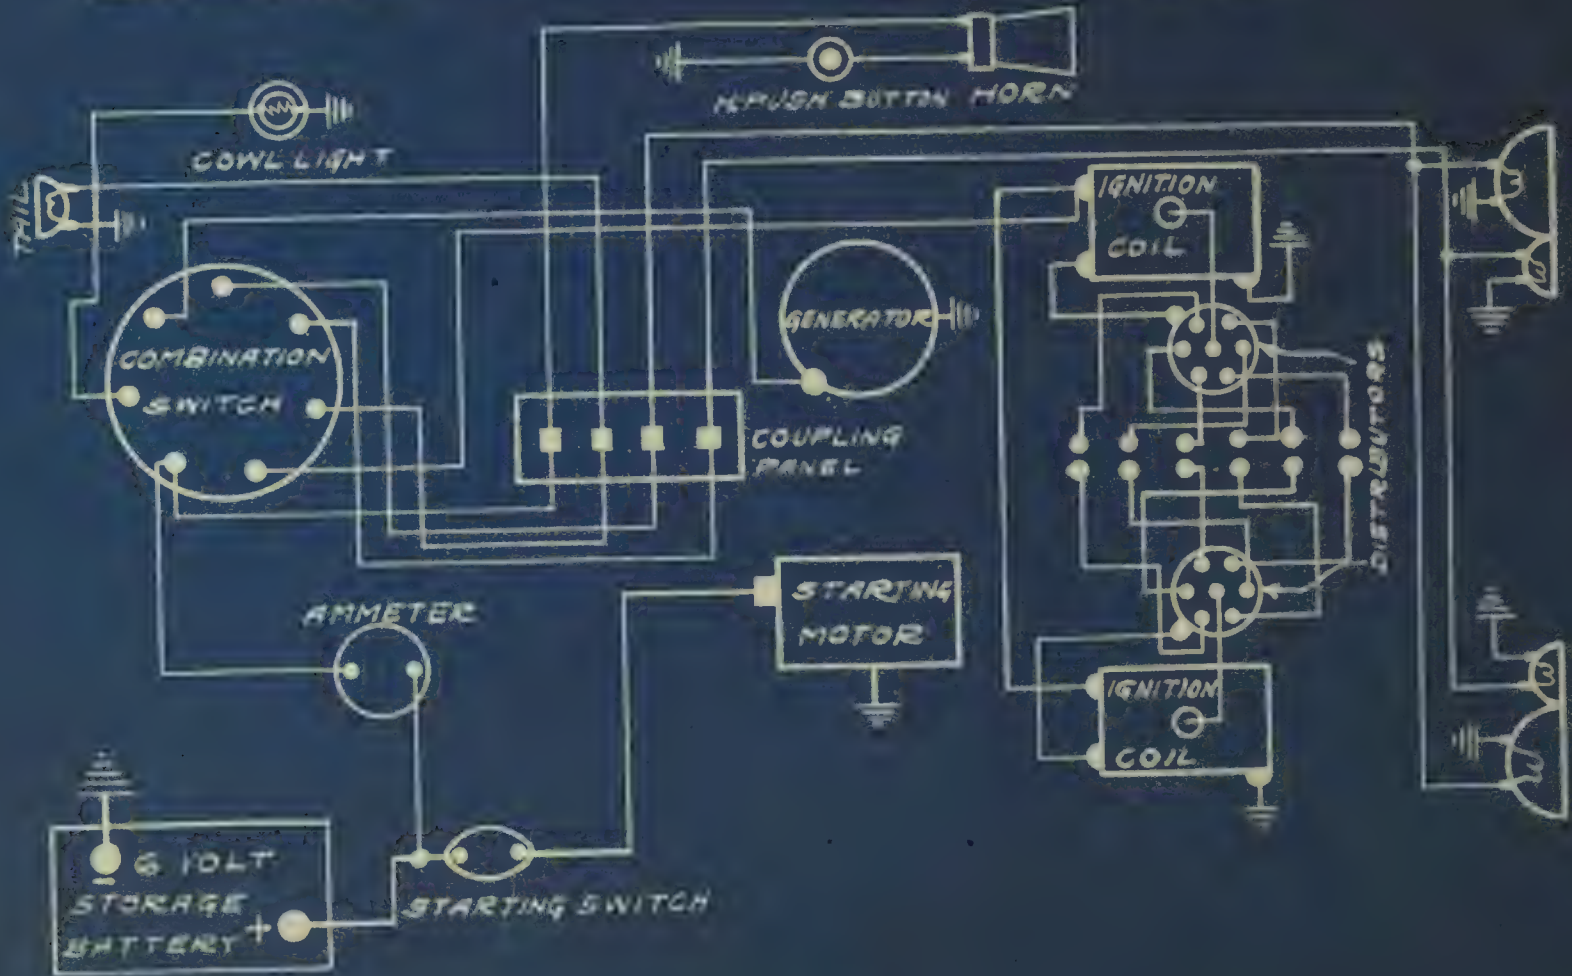 H.PUSH BUTTON HORN
COWL LIGHT
TAIL
IGNITION
COIL
GENERATOR
COMBINATION
SWITCH
COUPLING
PANEL
DISTRIBUTORS
STARTING
MOTOR
AMMETER
IGNITION
COIL
6 VOLT
STORAGE
BATTERY +
STARTING SWITCH